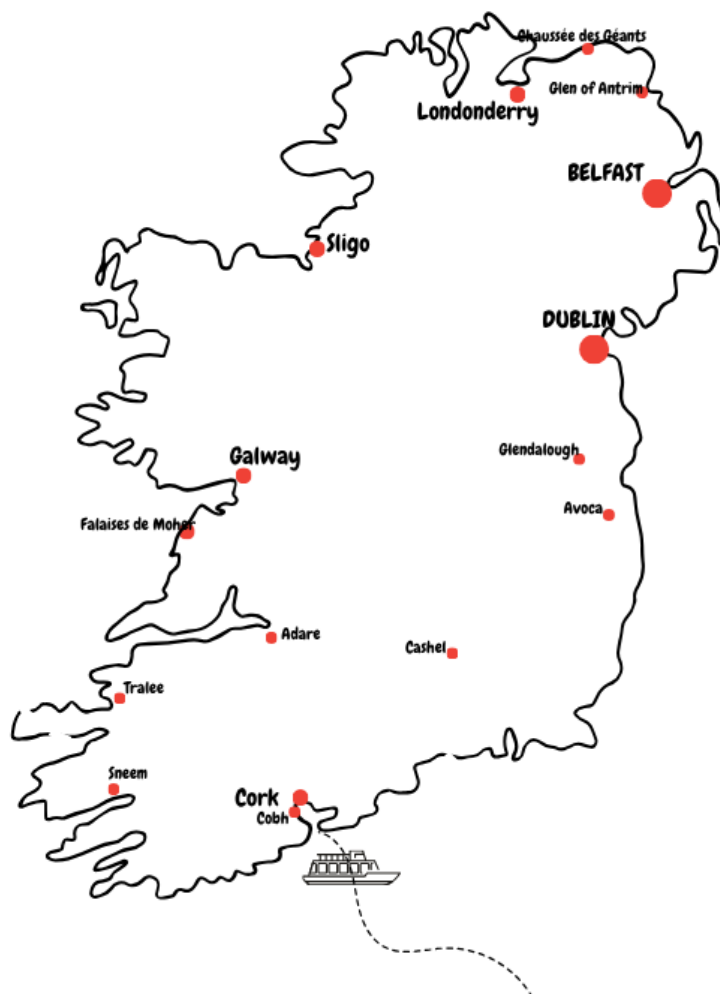 Chaussée des Géants
Glen of Antrim
Londonderry
BELFAST
Sligo
DUBLIN
Glendalough
Galway
Avoca
Falaises de Moher
Adare
Cashel
Tralee
Sneem
Cork
Cobh